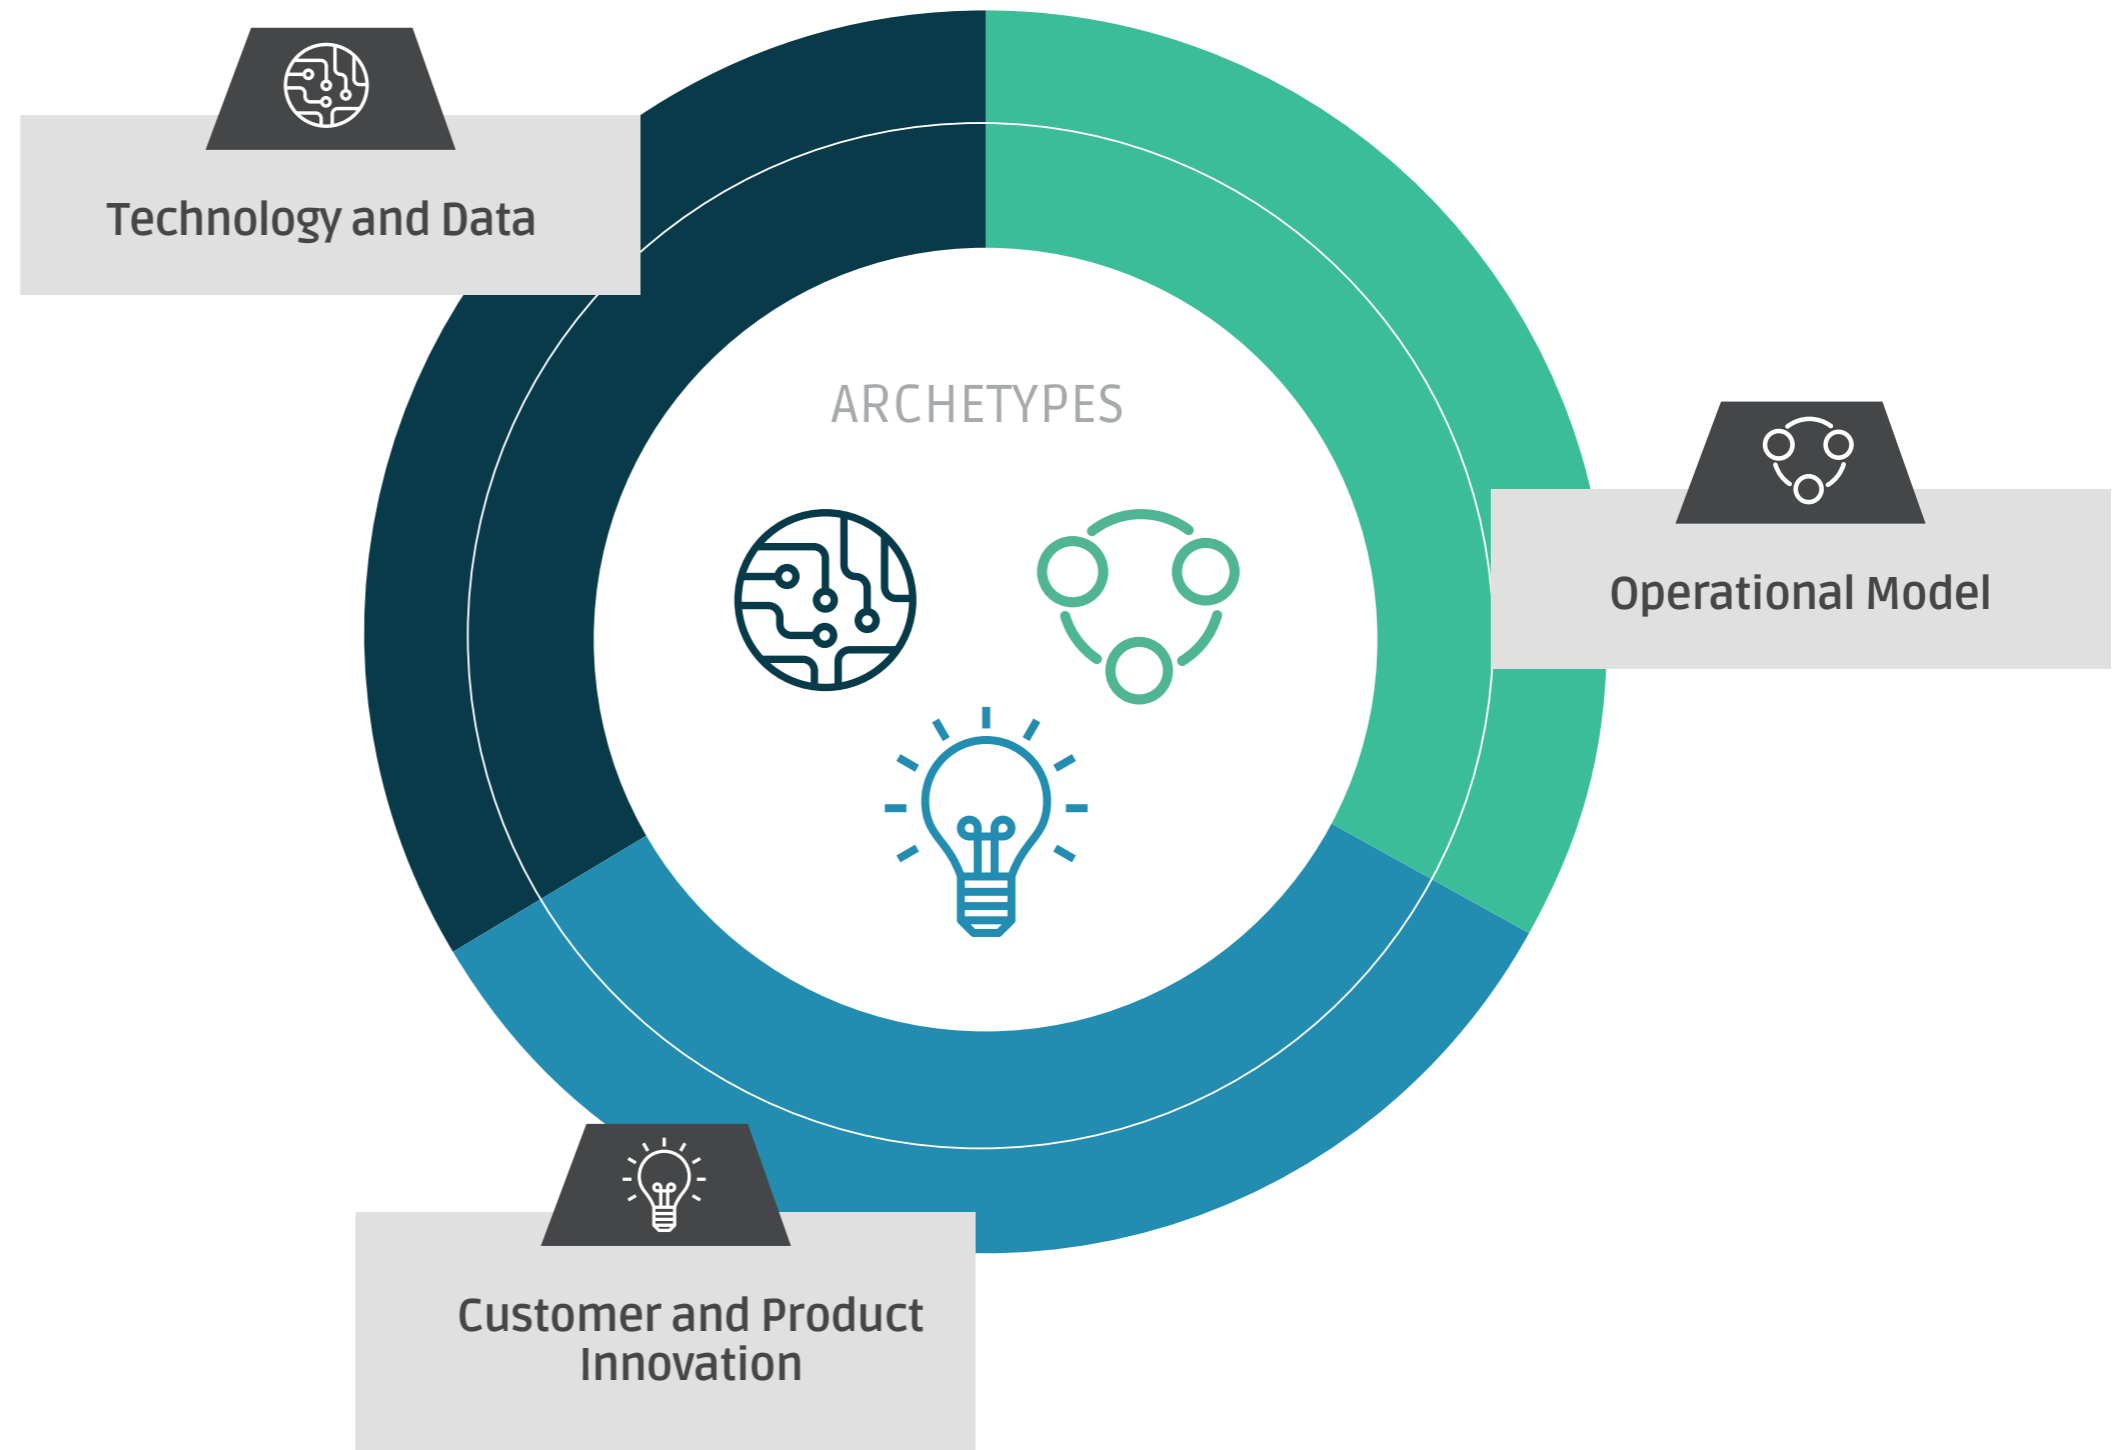 Technology and Data
ARCHETYPES
Operational Model
Customer and Product
Innovation